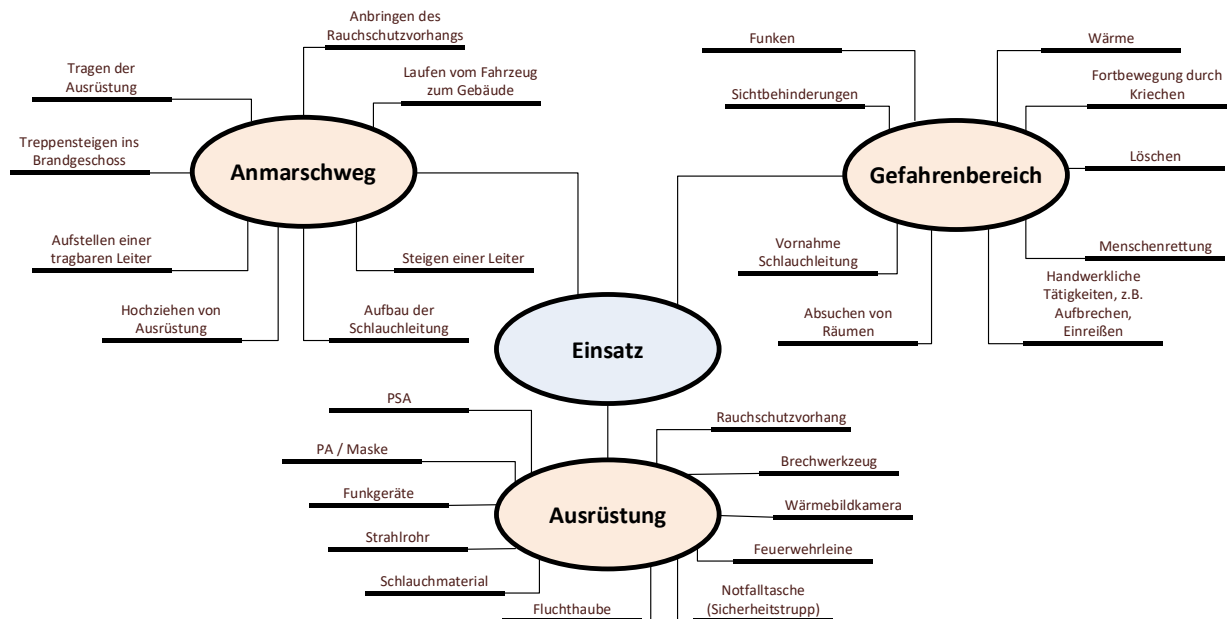 Anbringen des
Rauchschutzvorhangs
Tragen der
Ausrüstung
Laufen vom Fahrzeug
zum Gebäude
Treppensteigen ins
Brandgeschoss
Anmarschweg
Aufstellen einer
tragbaren Leiter
Steigen einer Leiter
Hochziehen von
Ausrüstung
Aufbau der
Schlauchleitung
Funken
Wärme
Sichtbehinderungen
Fortbewegung durch
Kriechen
Gefahrenbereich
Löschen
Vornahme
Schlauchleitung
Menschenrettung
Absuchen von
Räumen
Handwerkliche
Tätigkeiten, z.B.
Aufbrechen,
Einreißen
Einsatz
PSA
Rauchschutzvorhang
PA / Maske
Brechwerkzeug
Funkgeräte
Ausrüstung
Wärmebildkamera
Strahlrohr
Feuerwehrleine
Schlauchmaterial
Fluchthaube
Notfalltasche
(Sicherheitstrupp)